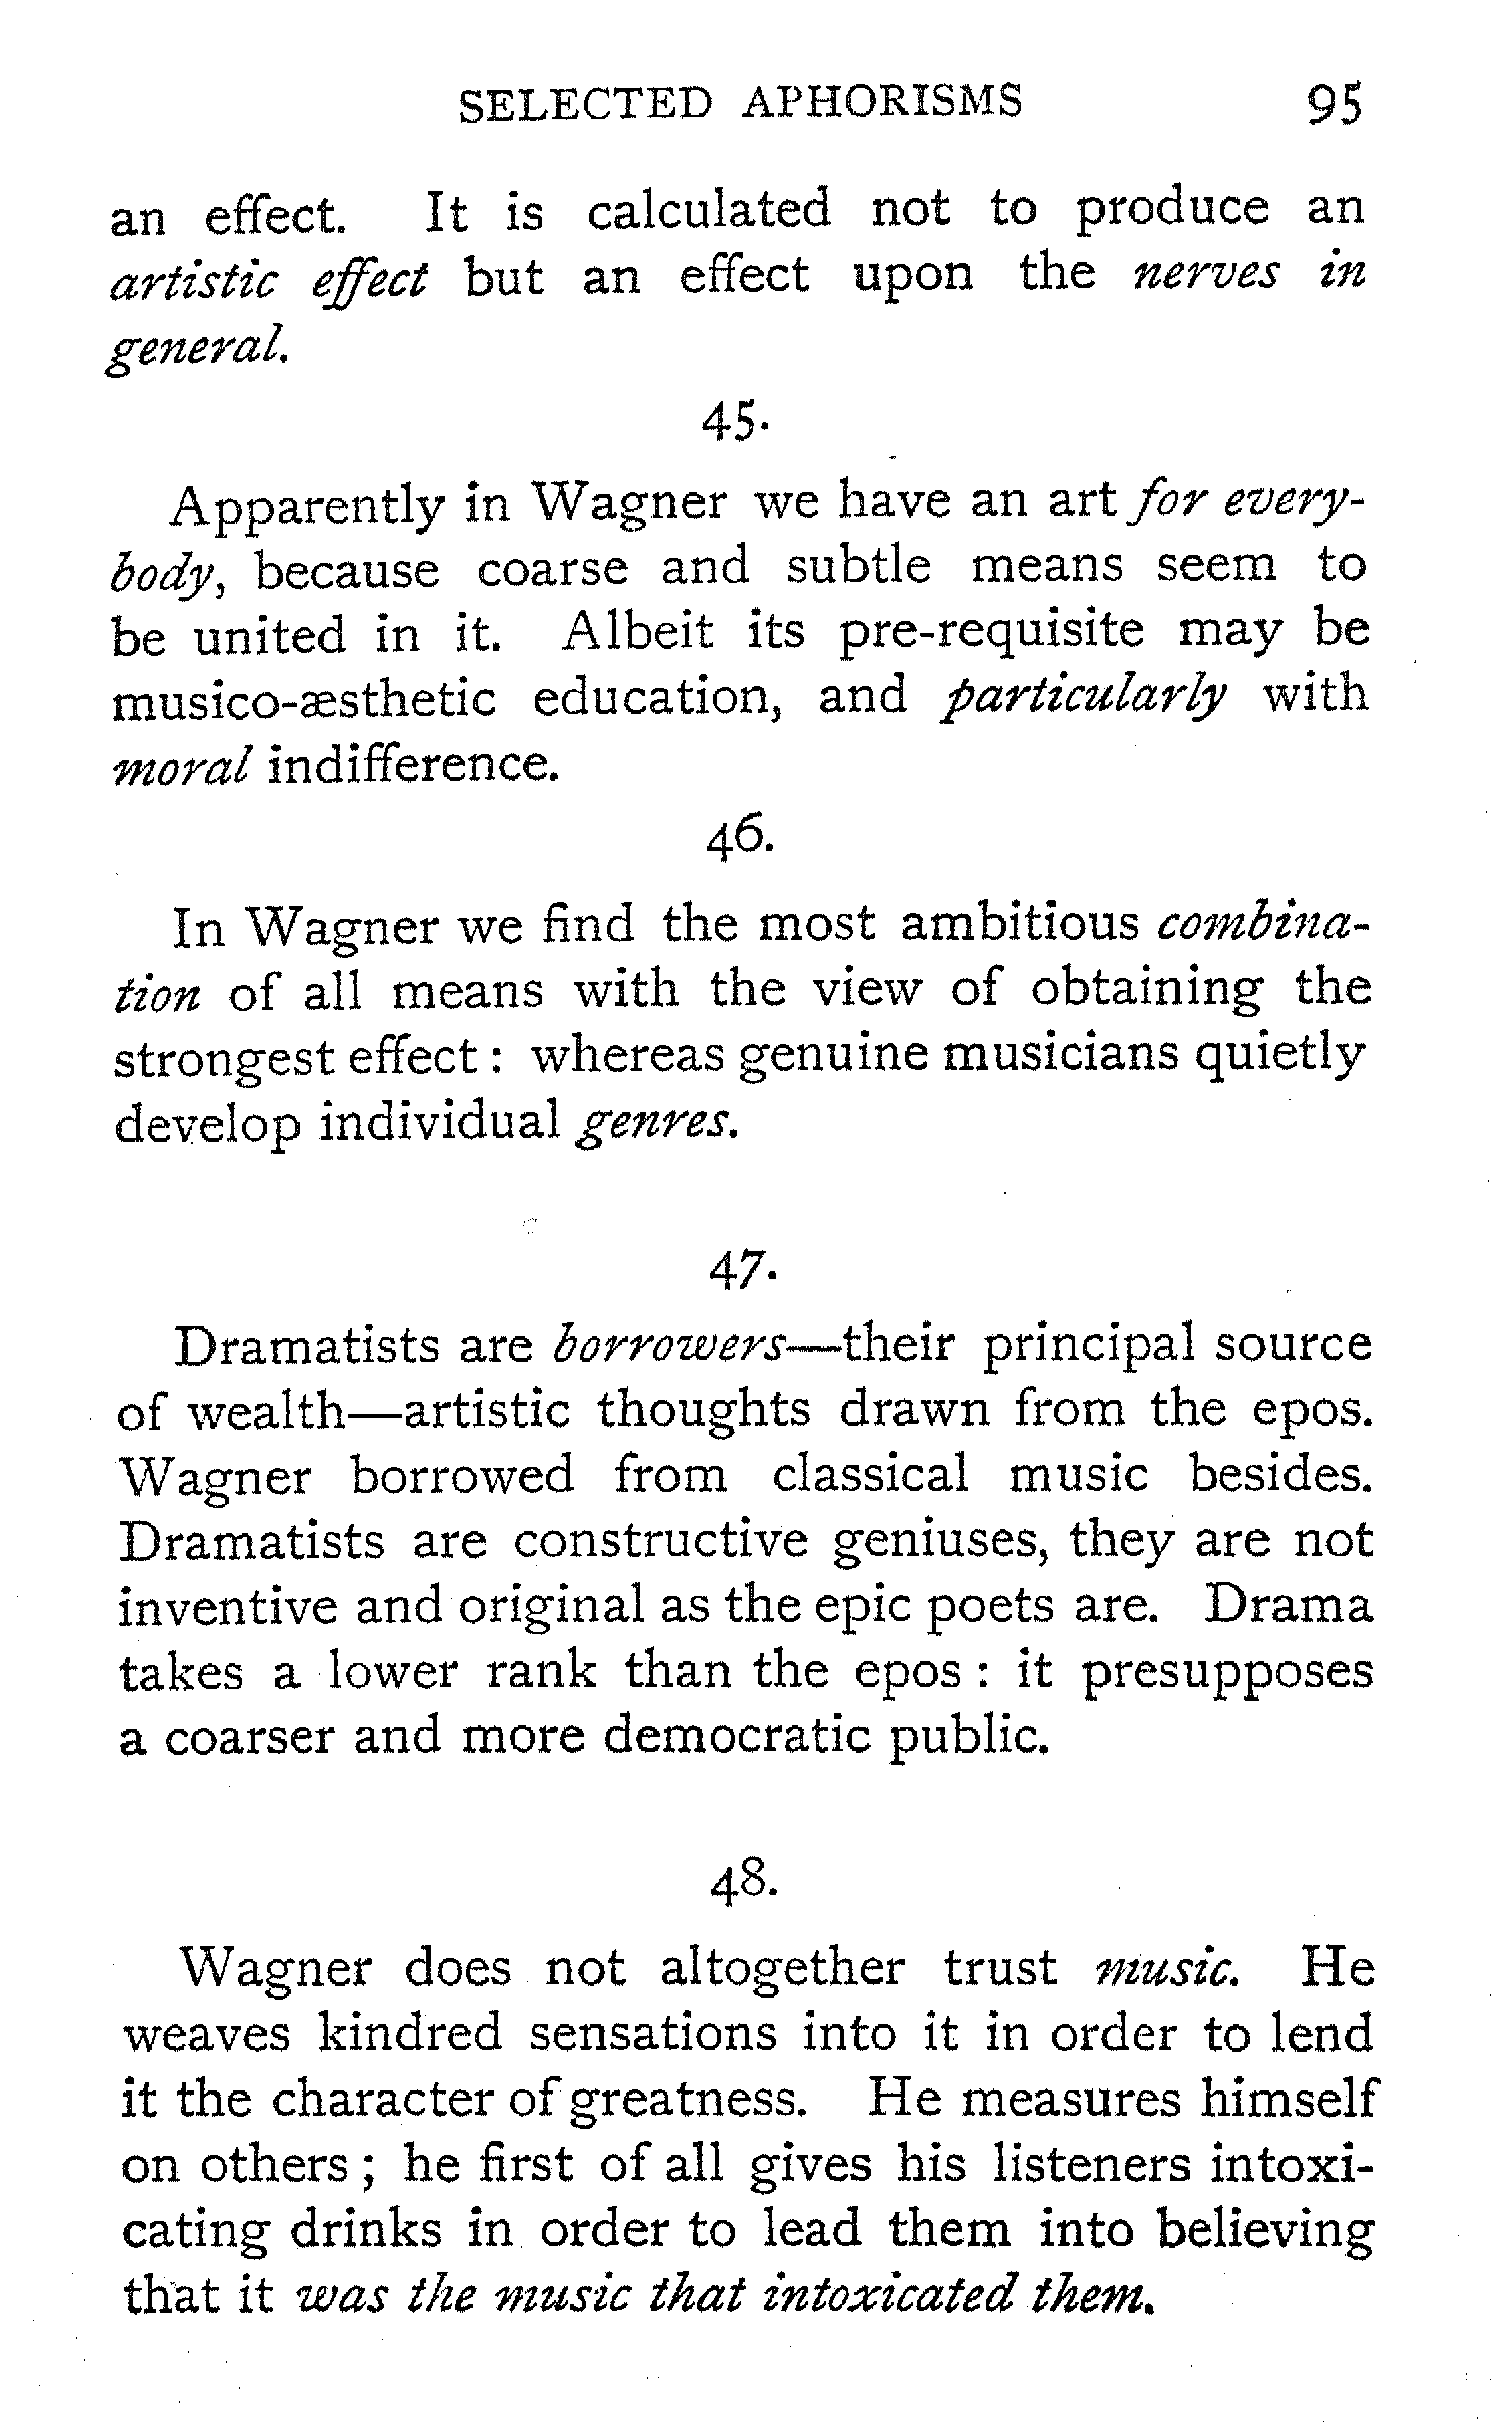 SELECTED APHORISMS 95
an effect. It is calculated not to produce an
artistic effect but an effect upon the nerves in
general.
45.
Apparently in Wagner we have an art for every-
body, because coarse and subtle means seem to
be united in it. Albeit its pre-requisite may be
musico-æsthetic education, and particularly with
moral indifference.
46.
In Wagner we find the most ambitious combina-
tion of all means with the view of obtaining the
strongest effect : whereas genuine musicians quietly
develop individual genres.
47.
Dramatists are borrowers—their principal source
of wealth—artistic thoughts drawn from the epos.
Wagner borrowed from classical music besides.
Dramatists are constructive geniuses, they are not
inventive and original as the epic poets are. Drama
takes a lower rank than the epos : it presupposes
a coarser and more democratic public.
48.
Wagner does not altogether trust music. He
weaves kindred sensations into it in order to lend
it the character of greatness. He measures himself
on others ; he first of all gives his listeners intoxi-
cating drinks in order to lead them into believing
that it was the music that intoxicated them.